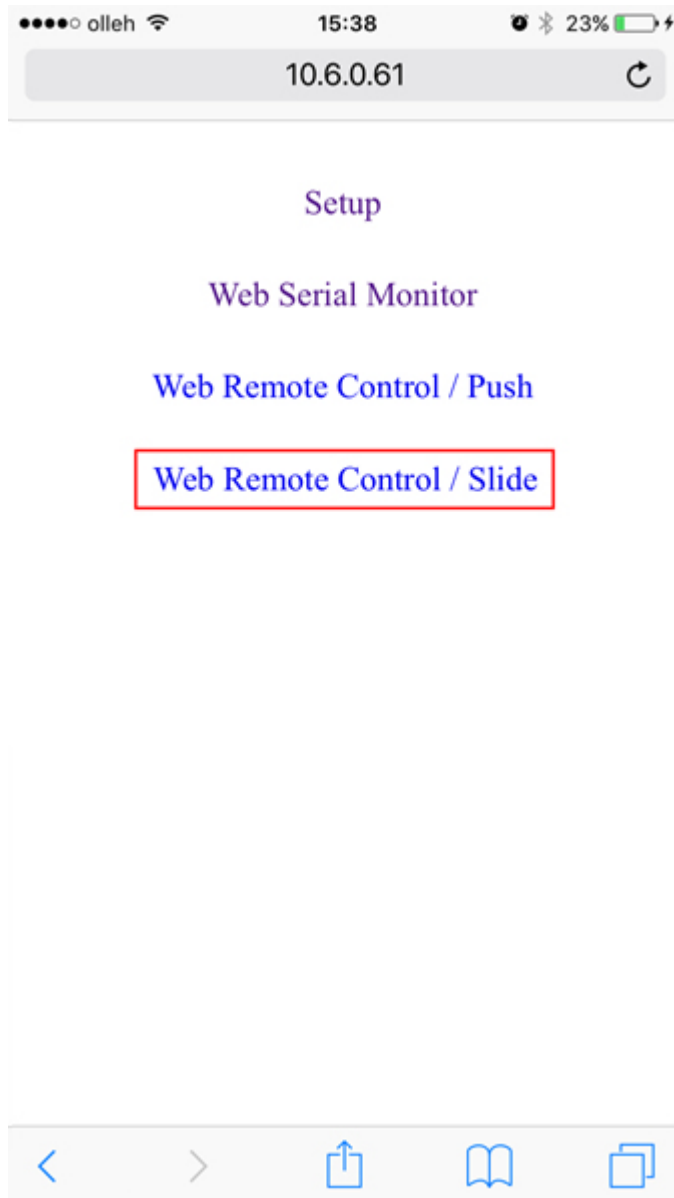 olleh 15:38 23%
10.6.0.61
Setup
Web Serial Monitor
Web Remote Control / Push
Web Remote Control / Slide